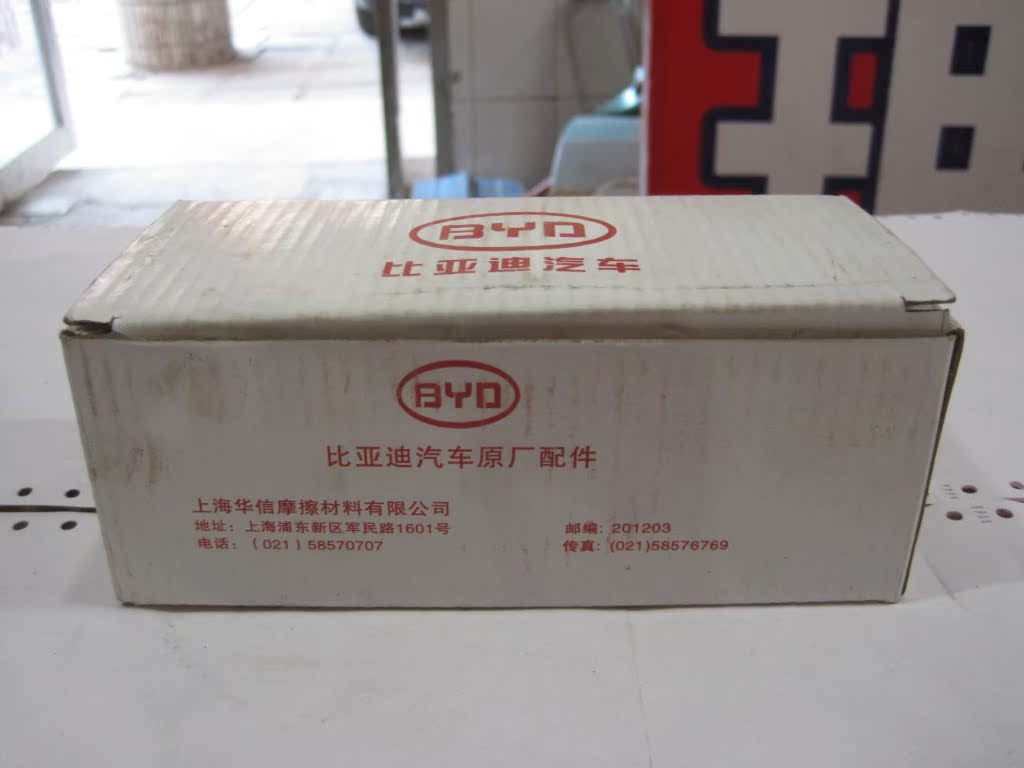 BYD
比亚迪汽车
BYD
比亚迪汽车原厂配件
上海华信摩擦材料有限公司
地址：上海浦东新区军民路1601号
邮编: 201203
电话：（021）58570707
传真: (021)58576769